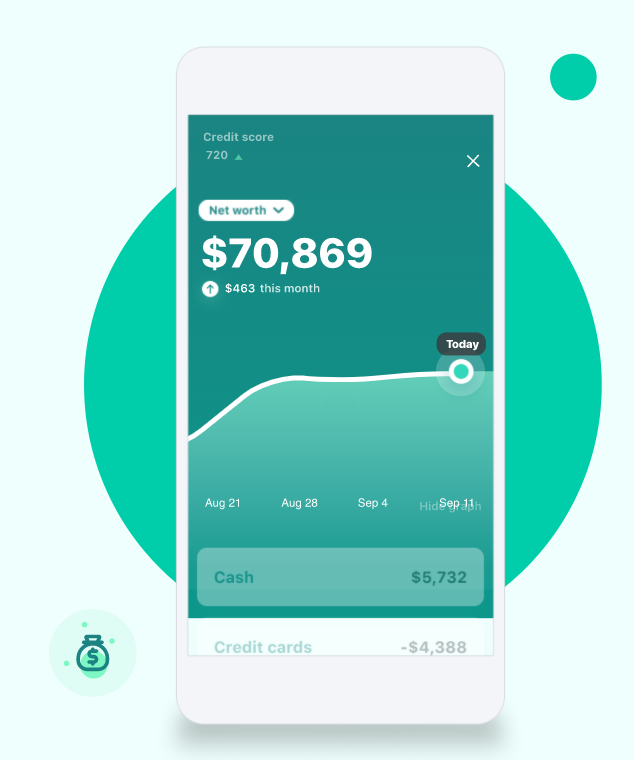 Credit score
720
Net worth
$70,869
$463 this month
Today
Aug 21 Aug 28 Sep 4 Sep 11
Hide graph
Cash $5,732
Credit cards -$4,388
$